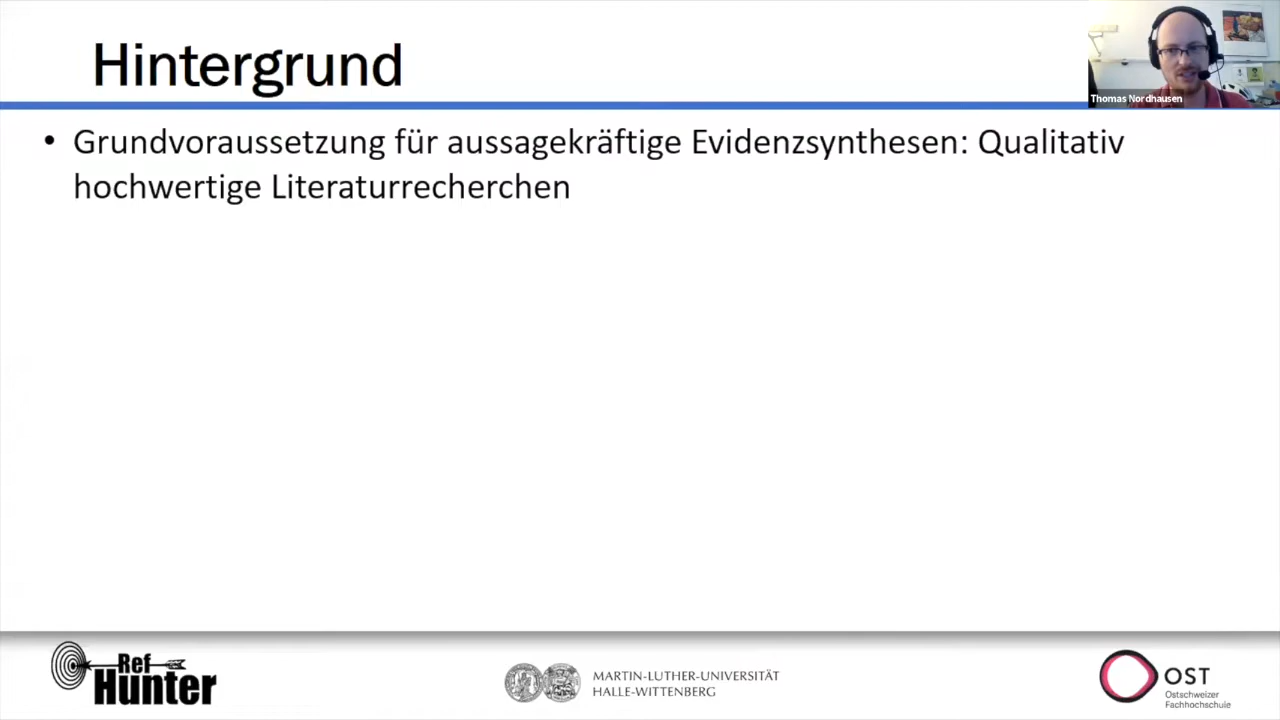 Hintergrund
Thomas Nordhausen
• Grundvoraussetzung für aussagekräftige Evidenzsynthesen: Qualitativ
hochwertige Literaturrecherchen
Ref
Hunter
MARTIN-LUTHER-UNIVERSITÄT
HALLE-WITTENBERG
OST
Ostschweizer
Fachhochschule